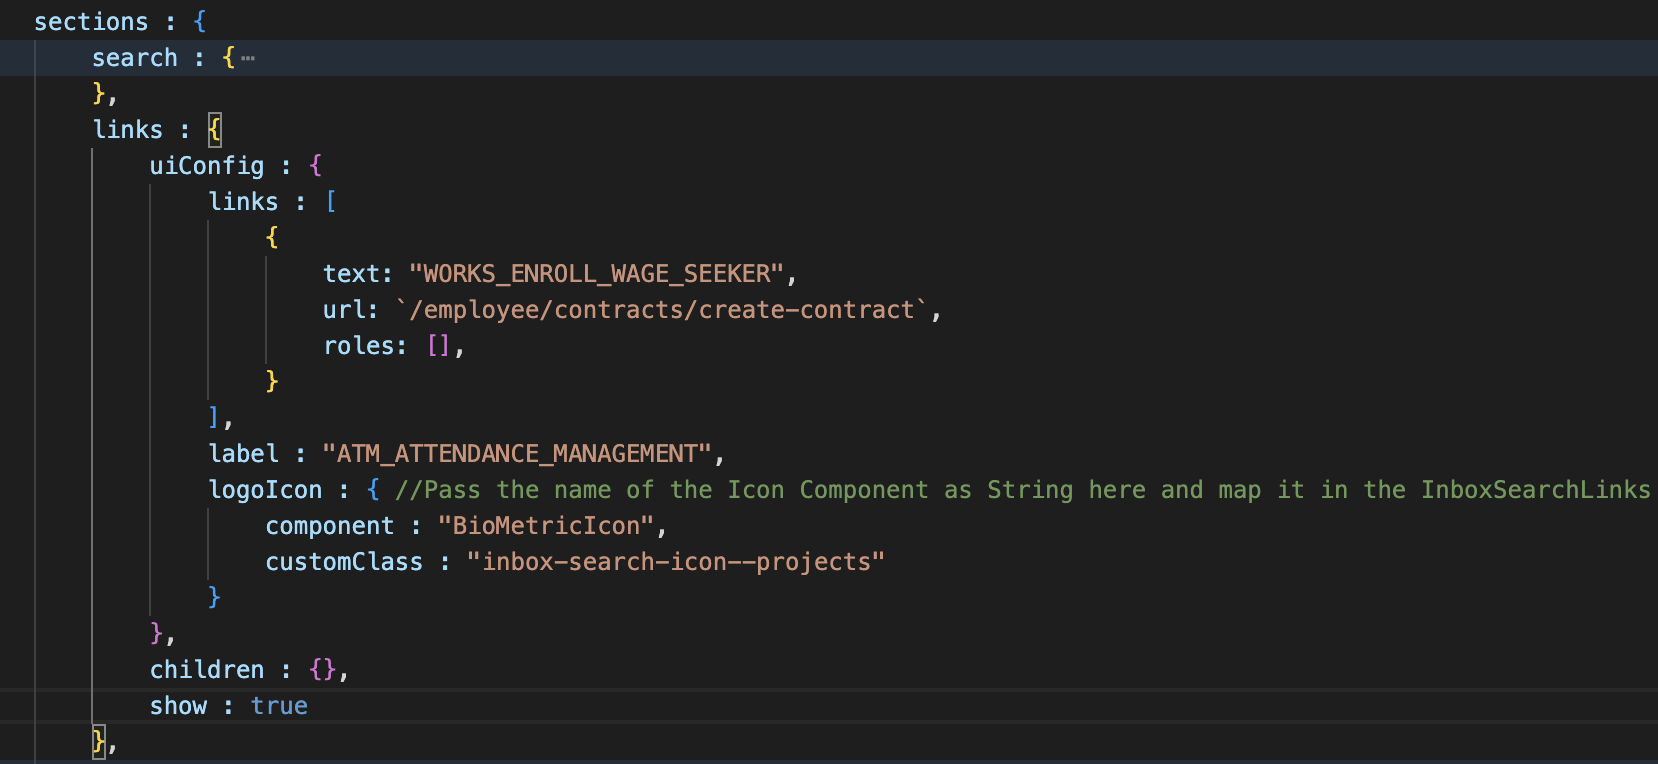 sections : {
    search : {⋯
    },
    links : {
        uiConfig : {
            links : [
                {
                    text: "WORKS_ENROLL_WAGE_SEEKER",
                    url: `/employee/contracts/create-contract`,
                    roles: [],
                }
            ],
            label : "ATM_ATTENDANCE_MANAGEMENT",
            logoIcon : { //Pass the name of the Icon Component as String here and map it in the InboxSearchLinks
                component : "BioMetricIcon",
                customClass : "inbox-search-icon--projects"
            }
        },
        children : {},
        show : true
    },